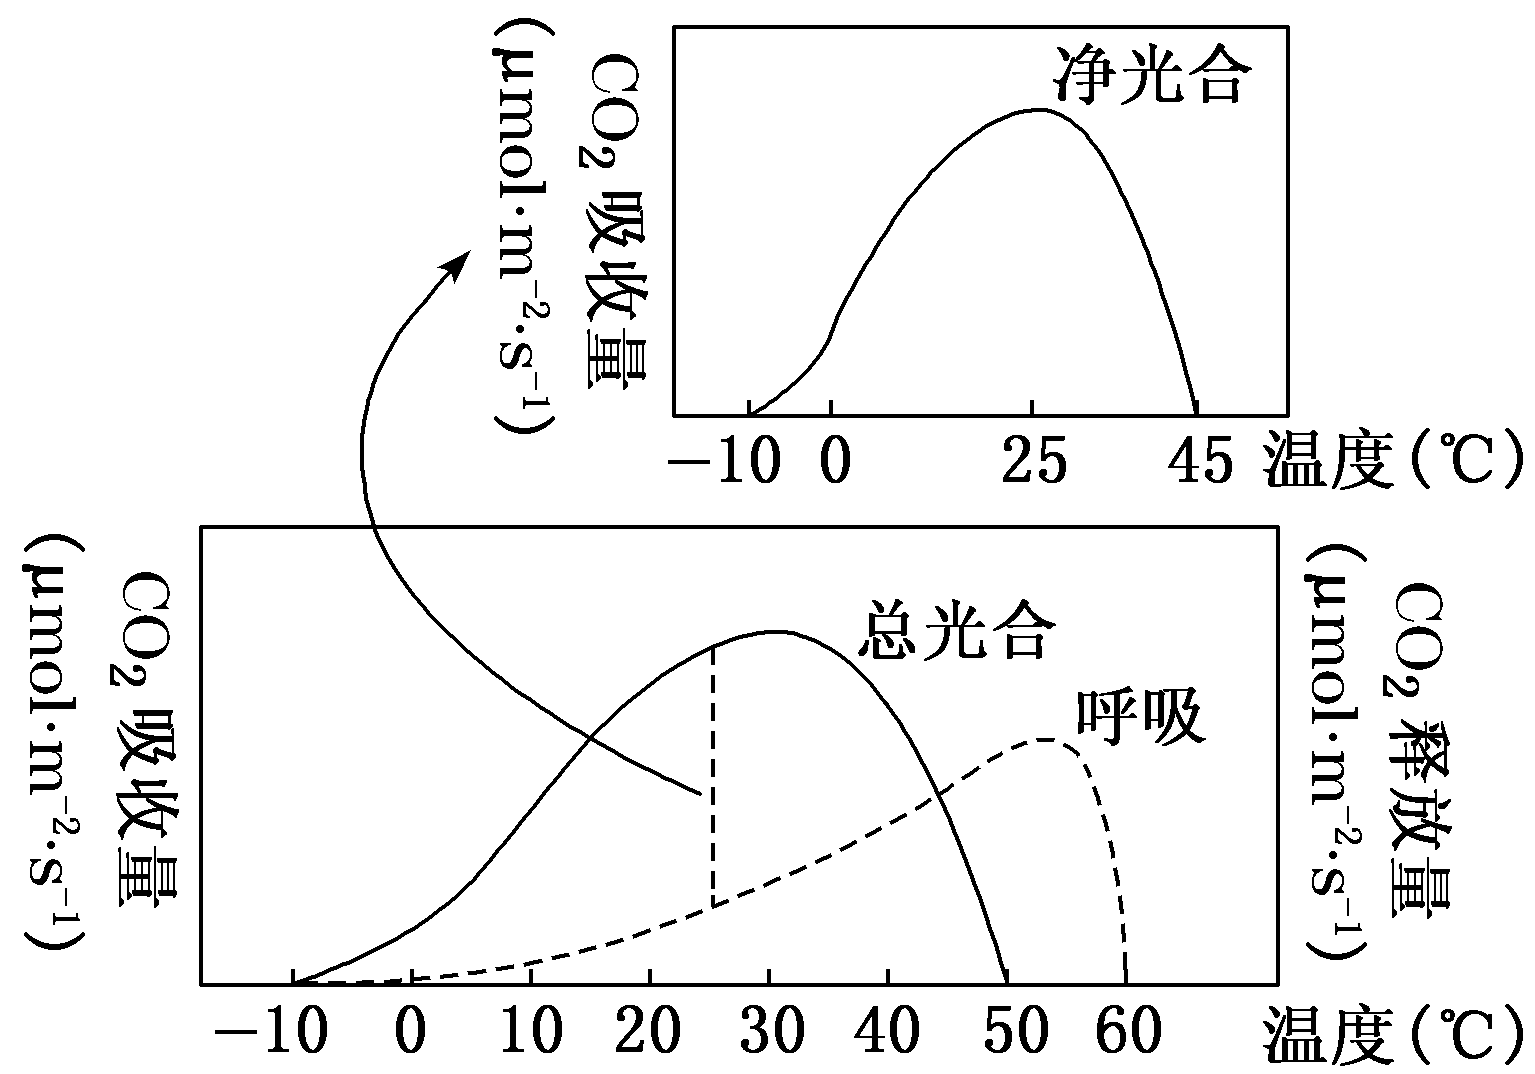 CO₂吸收量
(μmol·m⁻²·s⁻¹)
净光合
-10 0 25 45 温度(℃)
CO₂吸收量
(μmol·m⁻²·s⁻¹)
总光合
呼吸
CO₂释放量
(μmol·m⁻²·s⁻¹)
-10 0 10 20 30 40 50 60 温度(℃)